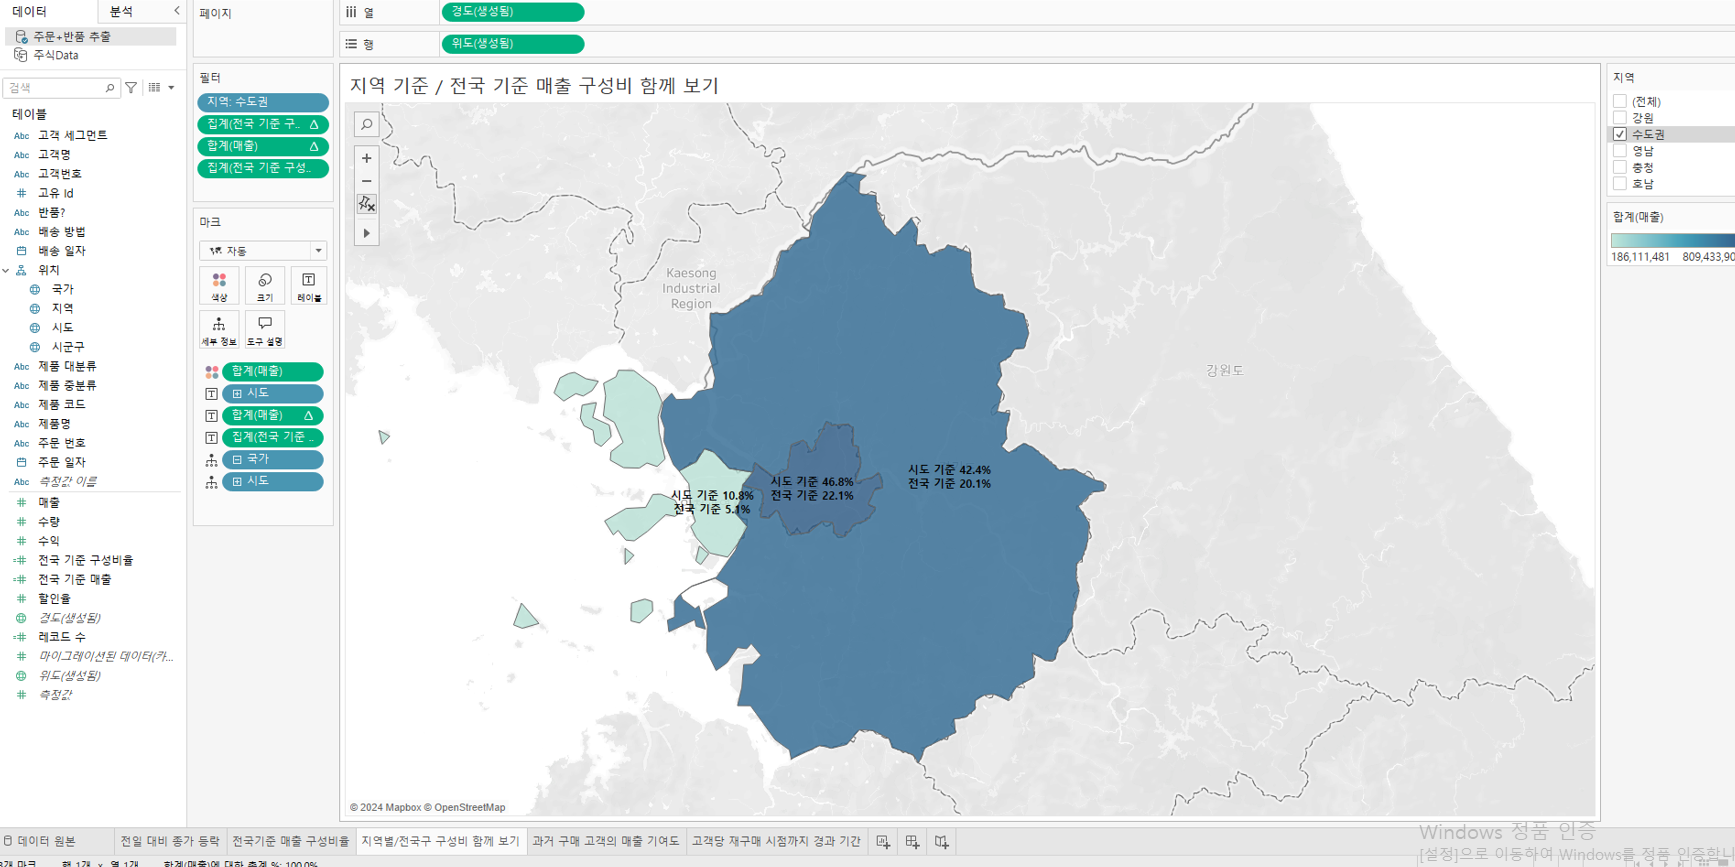 데이터
분석
주문+반품 추출
주식Data
검색
테이블
Abc 고객 세그먼트
Abc 고객명
Abc 고객번호
고유 Id
Abc 반품?
Abc 배송 방법
배송 일자
위치
국가
지역
시도
시군구
Abc 제품 대분류
Abc 제품 중분류
Abc 제품 코드
Abc 제품명
Abc 주문 번호
주문 일자
Abc 측정값 이름
매출
수량
수익
전국 기준 구성비율
전국 기준 매출
할인율
경도(생성됨)
레코드 수
마이그레이션된 데이터(카...
위도(생성됨)
측정값
페이지
필터
지역: 수도권
집계(전국 기준 구..
합계(매출)
집계(전국 기준 구성..
마크
자동
색상
크기
레이블
세부 정보
도구 설명
합계(매출)
시도
합계(매출)
집계(전국 기준 ..
국가
시도
열
경도(생성됨)
행
위도(생성됨)
지역 기준 / 전국 기준 매출 구성비 함께 보기
Kaesong
Industrial
Region
강원도
시도 기준 10.8%
전국 기준 5.1%
시도 기준 46.8%
전국 기준 22.1%
시도 기준 42.4%
전국 기준 20.1%
© 2024 Mapbox © OpenStreetMap
지역
(전체)
강원
수도권
영남
충청
호남
합계(매출)
186,111,481
809,433,90
데이터 원본
전일 대비 종가 등락
전국기준 매출 구성비율
지역별/전국구 구성비 함께 보기
과거 구매 고객의 매출 기여도
고객당 재구매 시점까지 경과 기간
Windows 정품 인증
[설정]으로 이동하여 Windows를 정품 인증합니
3개 마크
행 1개 × 열 1개
합계(매출)에 대한 총계 %: 100.0%